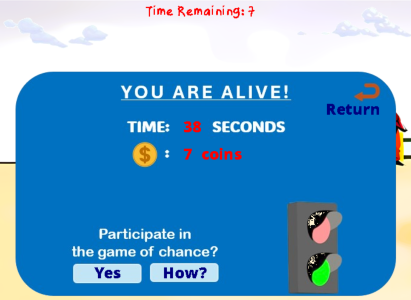 Time Remaining: 7
YOU ARE ALIVE!
Return
TIME: 38 SECONDS
$ : 7 coins
Participate in
the game of chance?
Yes How?